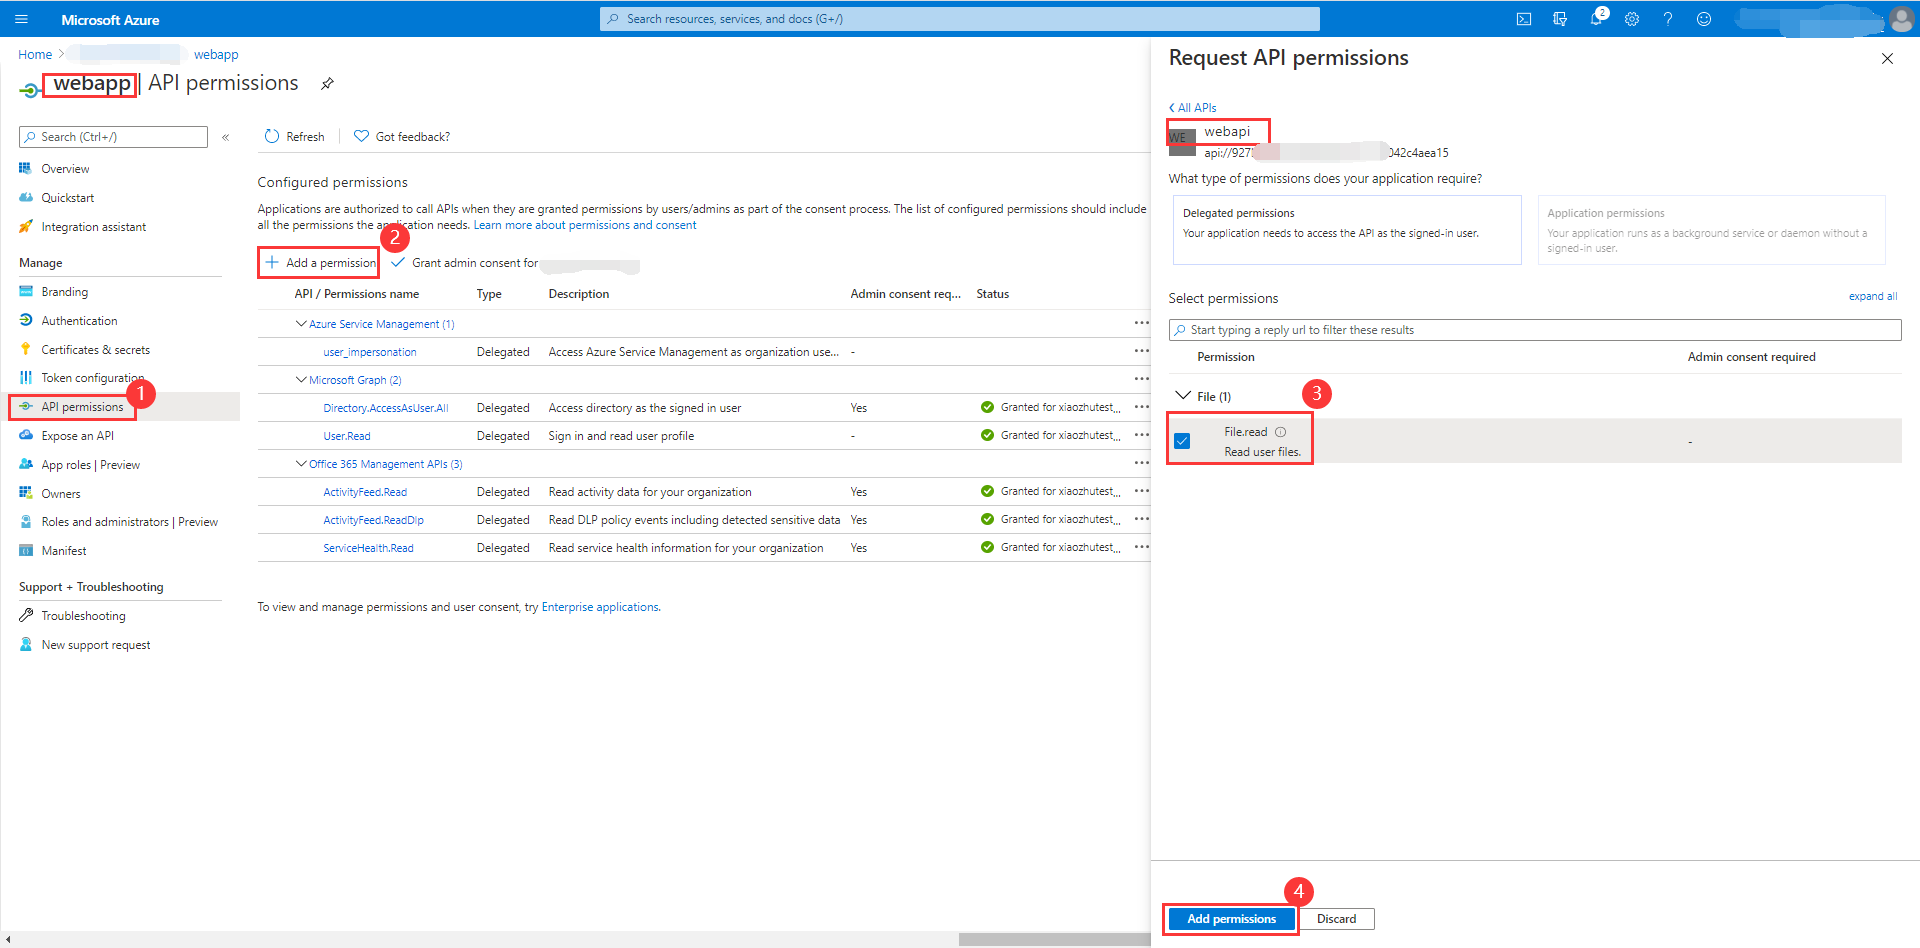 Microsoft Azure
Search resources, services, and docs (G+/)
2
Home
webapp
webapp | API permissions
Search (Ctrl+/)
«
Overview
Quickstart
Integration assistant
Manage
Branding
Authentication
Certificates & secrets
Token configuration
API permissions
1
Expose an API
App roles | Preview
Owners
Roles and administrators | Preview
Manifest
Support + Troubleshooting
Troubleshooting
New support request
Refresh
Got feedback?
Configured permissions
Applications are authorized to call APIs when they are granted permissions by users/admins as part of the consent process. The list of configured permissions should include
all the permissions the application needs. Learn more about permissions and consent
2
+ Add a permission
Grant admin consent for
API / Permissions name Type Description Admin consent req... Status
Azure Service Management (1) ...
user_impersonation Delegated Access Azure Service Management as organization use... - ...
Microsoft Graph (2) ...
Directory.AccessAsUser.All Delegated Access directory as the signed in user Yes Granted for xiaozhutest... ...
User.Read Delegated Sign in and read user profile - Granted for xiaozhutest... ...
Office 365 Management APIs (3) ...
ActivityFeed.Read Delegated Read activity data for your organization Yes Granted for xiaozhutest... ...
ActivityFeed.ReadDlp Delegated Read DLP policy events including detected sensitive data Yes Granted for xiaozhutest... ...
ServiceHealth.Read Delegated Read service health information for your organization Yes Granted for xiaozhutest... ...
To view and manage permissions and user consent, try Enterprise applications.
Request API permissions
All APIs
WE
webapi
api://927 042c4aea15
What type of permissions does your application require?
Delegated permissions
Your application needs to access the API as the signed-in user.
Application permissions
Your application runs as a background service or daemon without a
signed-in user.
Select permissions
expand all
Start typing a reply url to filter these results
Permission Admin consent required
File (1)
3
File.read
Read user files.
-
4
Add permissions
Discard